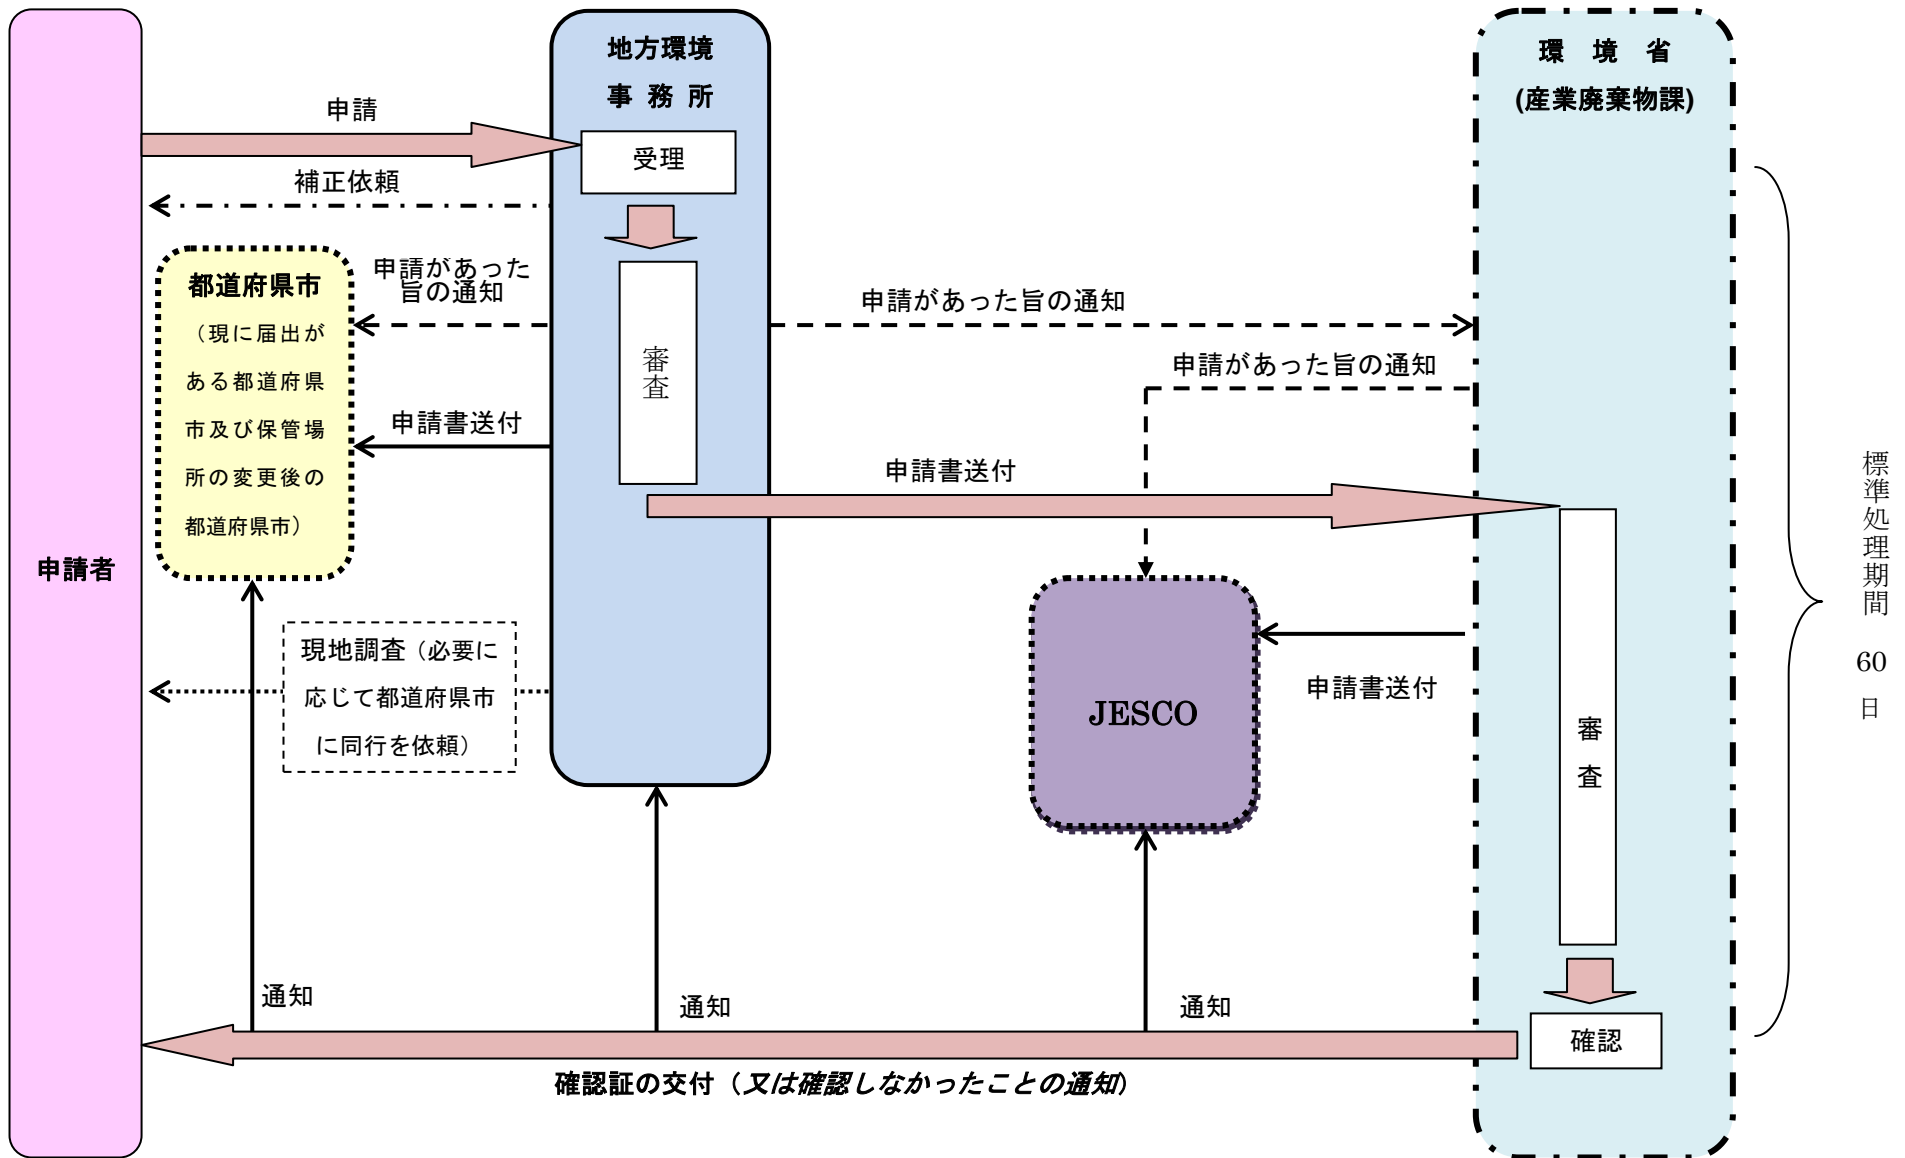 申請者
地方環境
事務所
受理
審査
環境省
(産業廃棄物課)
申請
補正依頼
都道府県市
（現に届出が
ある都道府県
市及び保管場
所の変更後の
都道府県市）
申請があった
旨の通知
申請書送付
申請があった旨の通知
申請があった旨の通知
申請書送付
現地調査（必要に
応じて都道府県市
に同行を依頼）
JESCO
申請書送付
審査
確認
標準処理期間 60 日
通知
通知
通知
確認証の交付（又は確認しなかったことの通知）